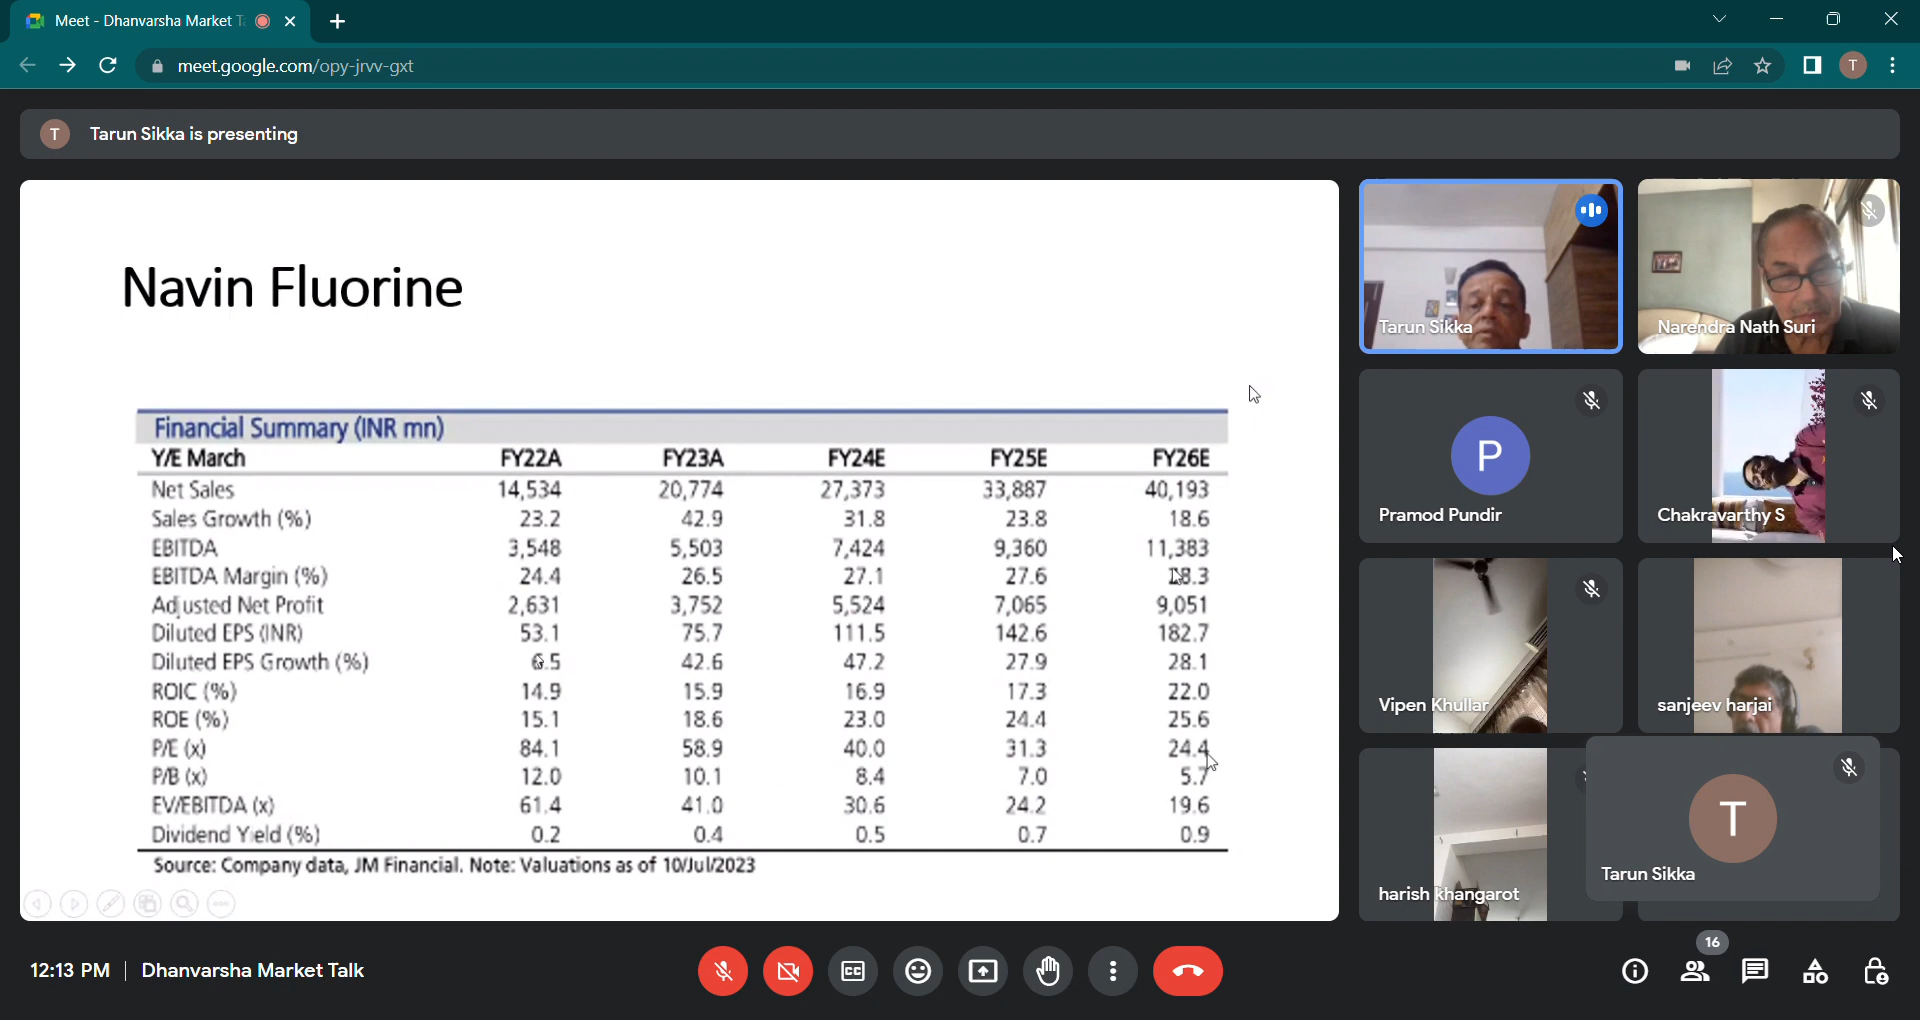 Meet - Dhanvarsha Market T
meet.google.com/opy-jrvv-gxt
T
T
Tarun Sikka is presenting
Navin Fluorine
Financial Summary (INR mn)
Y/E March FY22A FY23A FY24E FY25E FY26E
Net Sales 14,534 20,774 27,373 33,887 40,193
Sales Growth (%) 23.2 42.9 31.8 23.8 18.6
EBITDA 3,548 5,503 7,424 9,360 11,383
EBITDA Margin (%) 24.4 26.5 27.1 27.6 28.3
Adjusted Net Profit 2,631 3,752 5,524 7,065 9,051
Diluted EPS (INR) 53.1 75.7 111.5 142.6 182.7
Diluted EPS Growth (%) 6.5 42.6 47.2 27.9 28.1
ROIC (%) 14.9 15.9 16.9 17.3 22.0
ROE (%) 15.1 18.6 23.0 24.4 25.6
P/E (x) 84.1 58.9 40.0 31.3 24.4
P/B (x) 12.0 10.1 8.4 7.0 5.7
EV/EBITDA (x) 61.4 41.0 30.6 24.2 19.6
Dividend Yield (%) 0.2 0.4 0.5 0.7 0.9
Source: Company data, JM Financial. Note: Valuations as of 10/Jul/2023
Tarun Sikka
Narendra Nath Suri
P
Pramod Pundir
Chakravarthy S
Vipen Khullar
sanjeev harjai
harish khangarot
T
Tarun Sikka
12:13 PM | Dhanvarsha Market Talk
CC
16